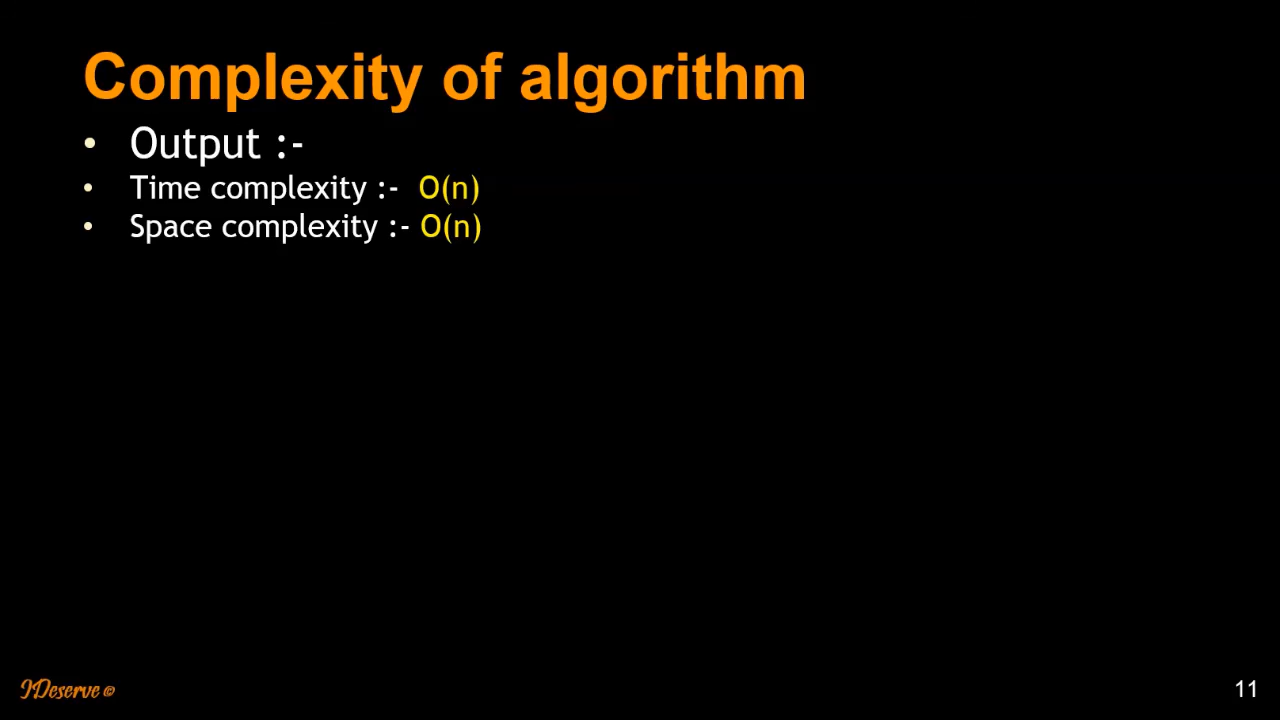 Complexity of algorithm
• Output :-
• Time complexity :- O(n)
• Space complexity :- O(n)
IDeserve ©
11